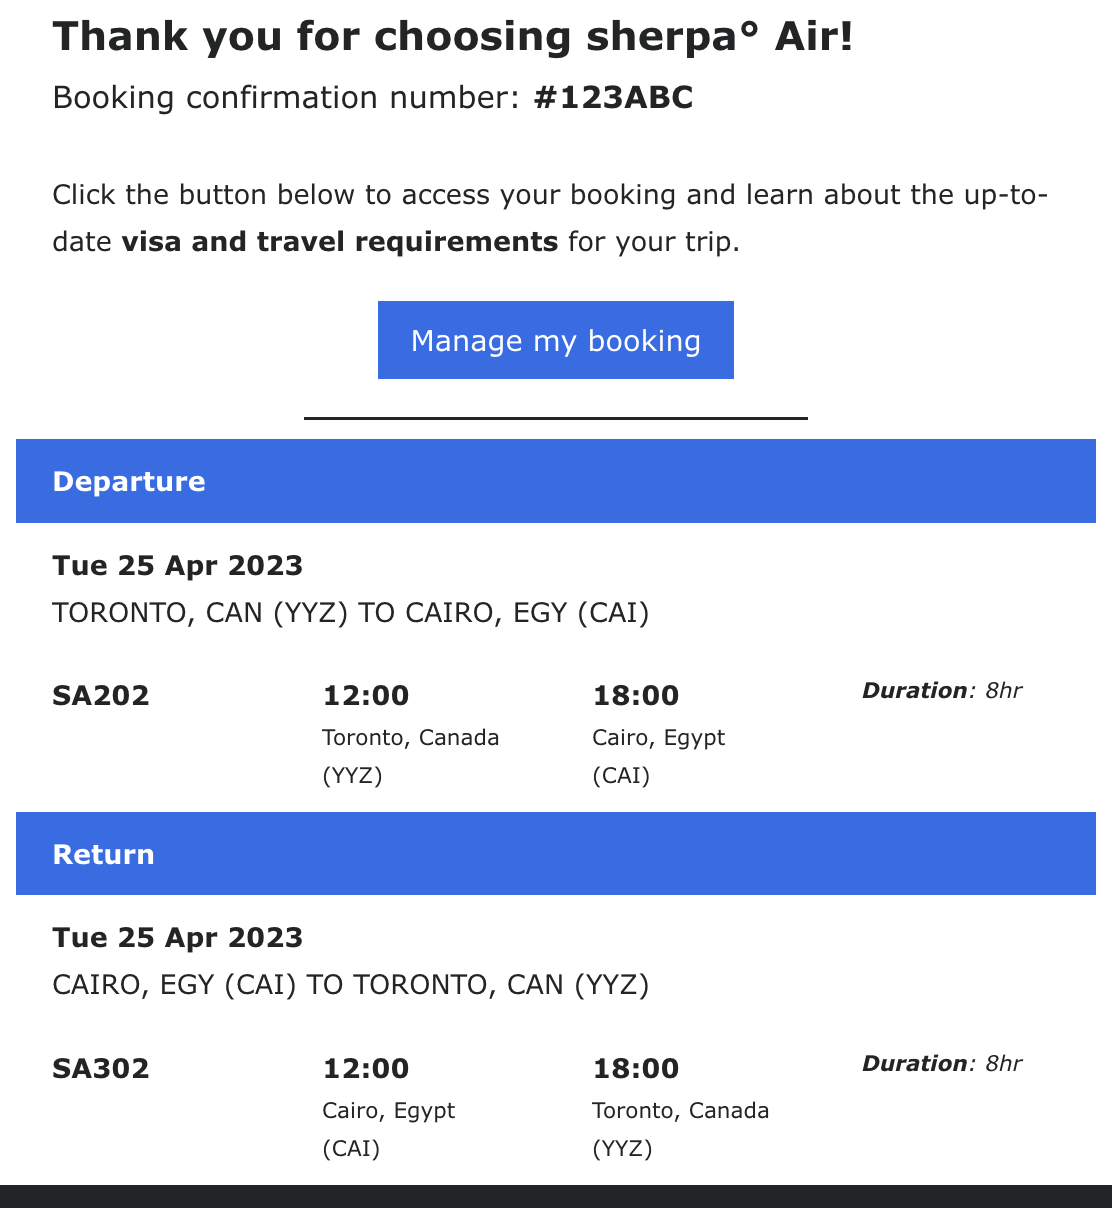 Thank you for choosing sherpa° Air!
Booking confirmation number: #123ABC
Click the button below to access your booking and learn about the up-to-
date visa and travel requirements for your trip.
Manage my booking
Departure
Tue 25 Apr 2023
TORONTO, CAN (YYZ) TO CAIRO, EGY (CAI)
SA202 12:00 18:00 Duration: 8hr
Toronto, Canada Cairo, Egypt
(YYZ) (CAI)
Return
Tue 25 Apr 2023
CAIRO, EGY (CAI) TO TORONTO, CAN (YYZ)
SA302 12:00 18:00 Duration: 8hr
Cairo, Egypt Toronto, Canada
(CAI) (YYZ)